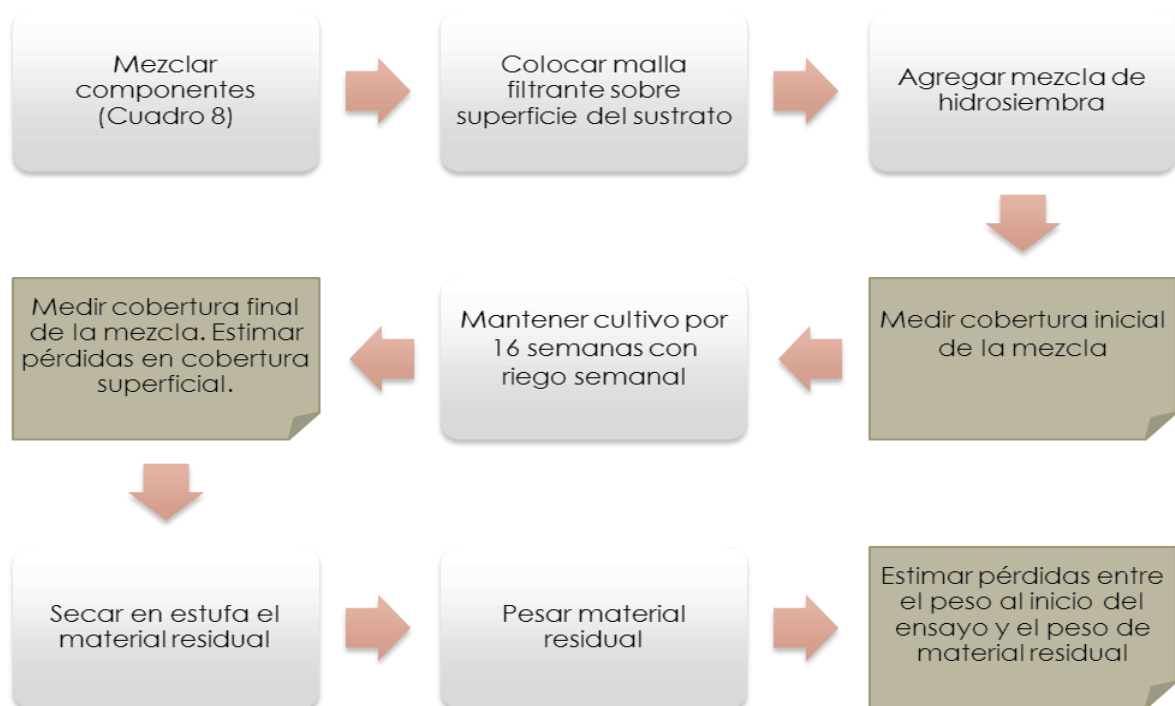 Mezclar
componentes
(Cuadro 8)
Colocar malla
filtrante sobre
superficie del sustrato
Agregar mezcla de
hidrosiembra
Medir cobertura inicial
de la mezcla
Mantener cultivo por
16 semanas con
riego semanal
Medir cobertura final
de la mezcla. Estimar
pérdidas en cobertura
superficial.
Secar en estufa el
material residual
Pesar material
residual
Estimar pérdidas entre
el peso al inicio del
ensayo y el peso de
material residual